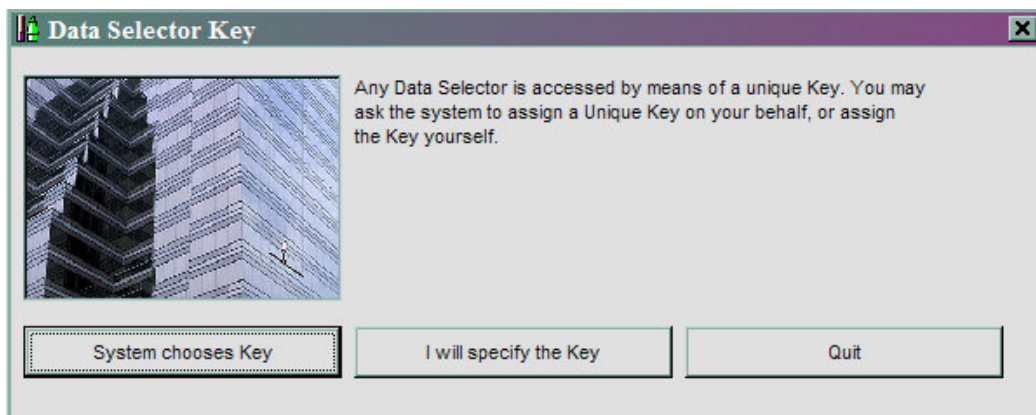 Data Selector Key
Any Data Selector is accessed by means of a unique Key. You may
ask the system to assign a Unique Key on your behalf, or assign
the Key yourself.
System chooses Key
I will specify the Key
Quit